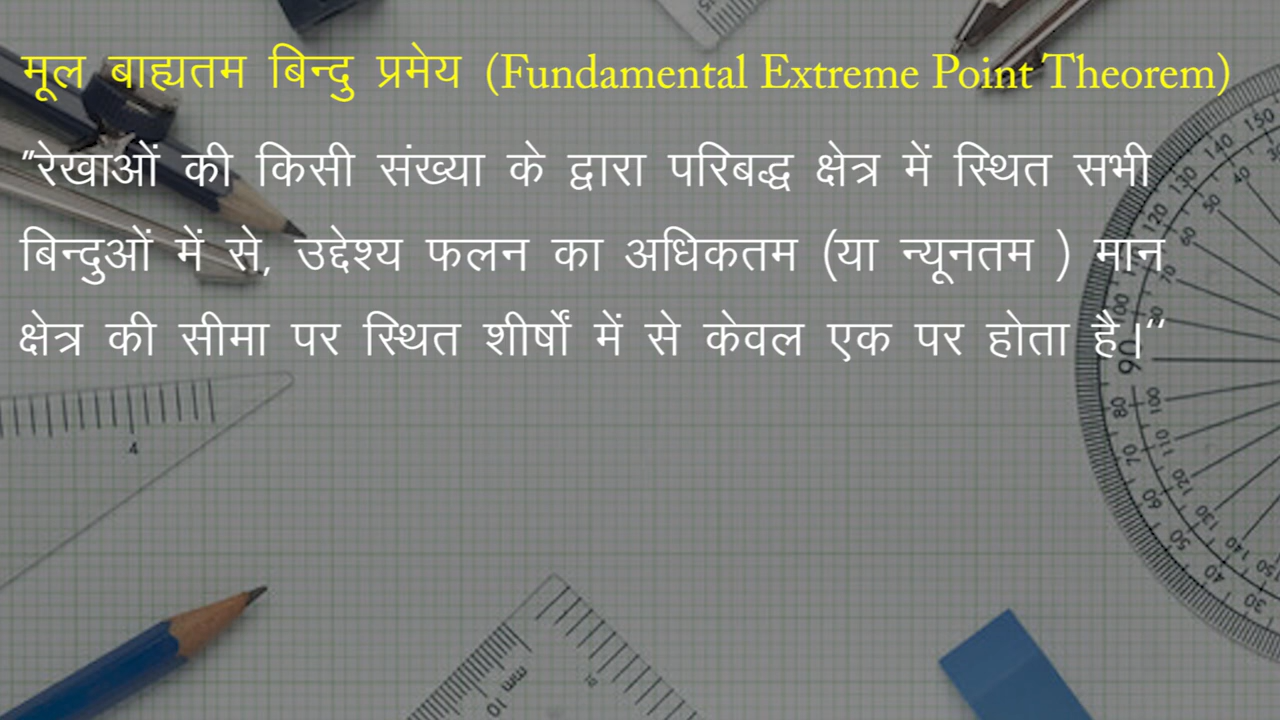 मूल बाह्यतम बिन्दु प्रमेय (Fundamental Extreme Point Theorem)
"रेखाओं की किसी संख्या के द्वारा परिबद्ध क्षेत्र में स्थित सभी
बिन्दुओं में से, उद्देश्य फलन का अधिकतम (या न्यूनतम ) मान
क्षेत्र की सीमा पर स्थित शीर्षों में से केवल एक पर होता है।"